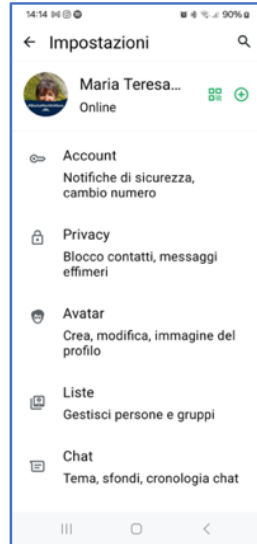 14:14
90%
Impostazioni
Maria Teresa...
Online
Account
Notifiche di sicurezza,
cambio numero
Privacy
Blocco contatti, messaggi
effimeri
Avatar
Crea, modifica, immagine del
profilo
Liste
Gestisci persone e gruppi
Chat
Tema, sfondi, cronologia chat